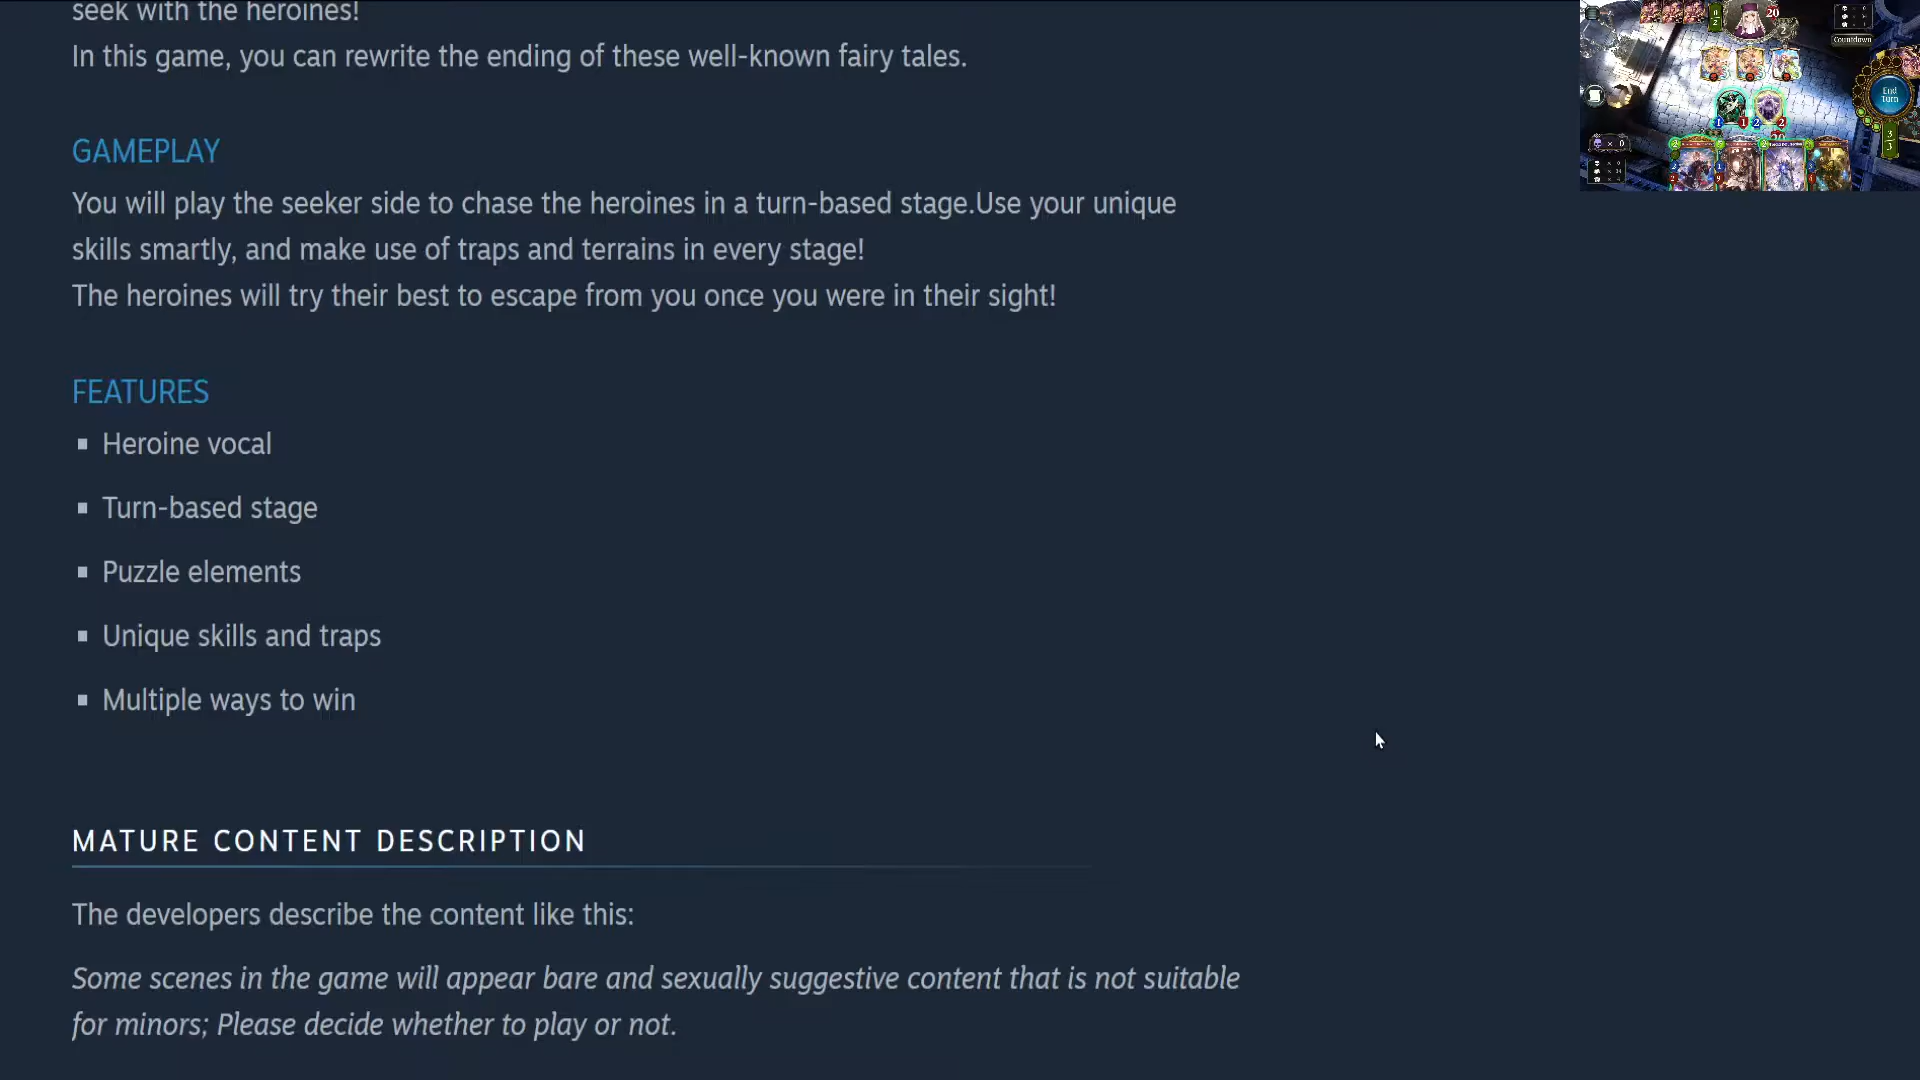 seek with the heroines!
In this game, you can rewrite the ending of these well-known fairy tales.
GAMEPLAY
You will play the seeker side to chase the heroines in a turn-based stage.Use your unique
skills smartly, and make use of traps and terrains in every stage!
The heroines will try their best to escape from you once you were in their sight!
FEATURES
Heroine vocal
Turn-based stage
Puzzle elements
Unique skills and traps
Multiple ways to win
MATURE CONTENT DESCRIPTION
The developers describe the content like this:
Some scenes in the game will appear bare and sexually suggestive content that is not suitable
for minors; Please decide whether to play or not.
20
Countdown
End
Turn
3
3